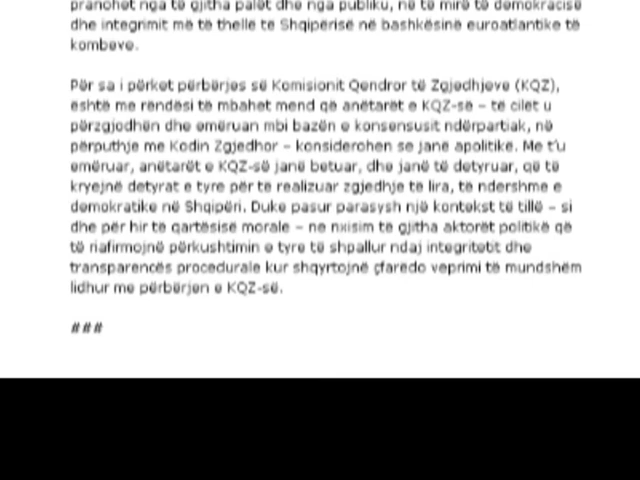 pranohet nga të gjitha palët dhe nga publiku, në të mirë të demokracisë
dhe integrimit më të thellë të Shqipërisë në bashkësinë euroatlantike të
kombeve.
Për sa i përket përbërjes së Komisionit Qendror të Zgjedhjeve (KQZ),
është me rëndësi të mbahet mend që anëtarët e KQZ-së – të cilët u
përzgjodhën dhe emëruan mbi bazën e konsensusit ndërpartiak, në
përputhje me Kodin Zgjedhor – konsiderohen se janë apolitikë. Me t'u
emëruar, anëtarët e KQZ-së janë betuar, dhe janë të detyruar, që të
kryejnë detyrat e tyre për të realizuar zgjedhje të lira, të ndershme e
demokratike në Shqipëri. Duke pasur parasysh një kontekst të tillë – si
dhe për hir të qartësisë morale – ne nxisim të gjitha aktorët politikë që
të riafirmojnë përkushtimin e tyre të shpallur ndaj integritetit dhe
transparencës procedurale kur shqyrtojnë çfarëdo veprimi të mundshëm
lidhur me përbërjen e KQZ-së.
###